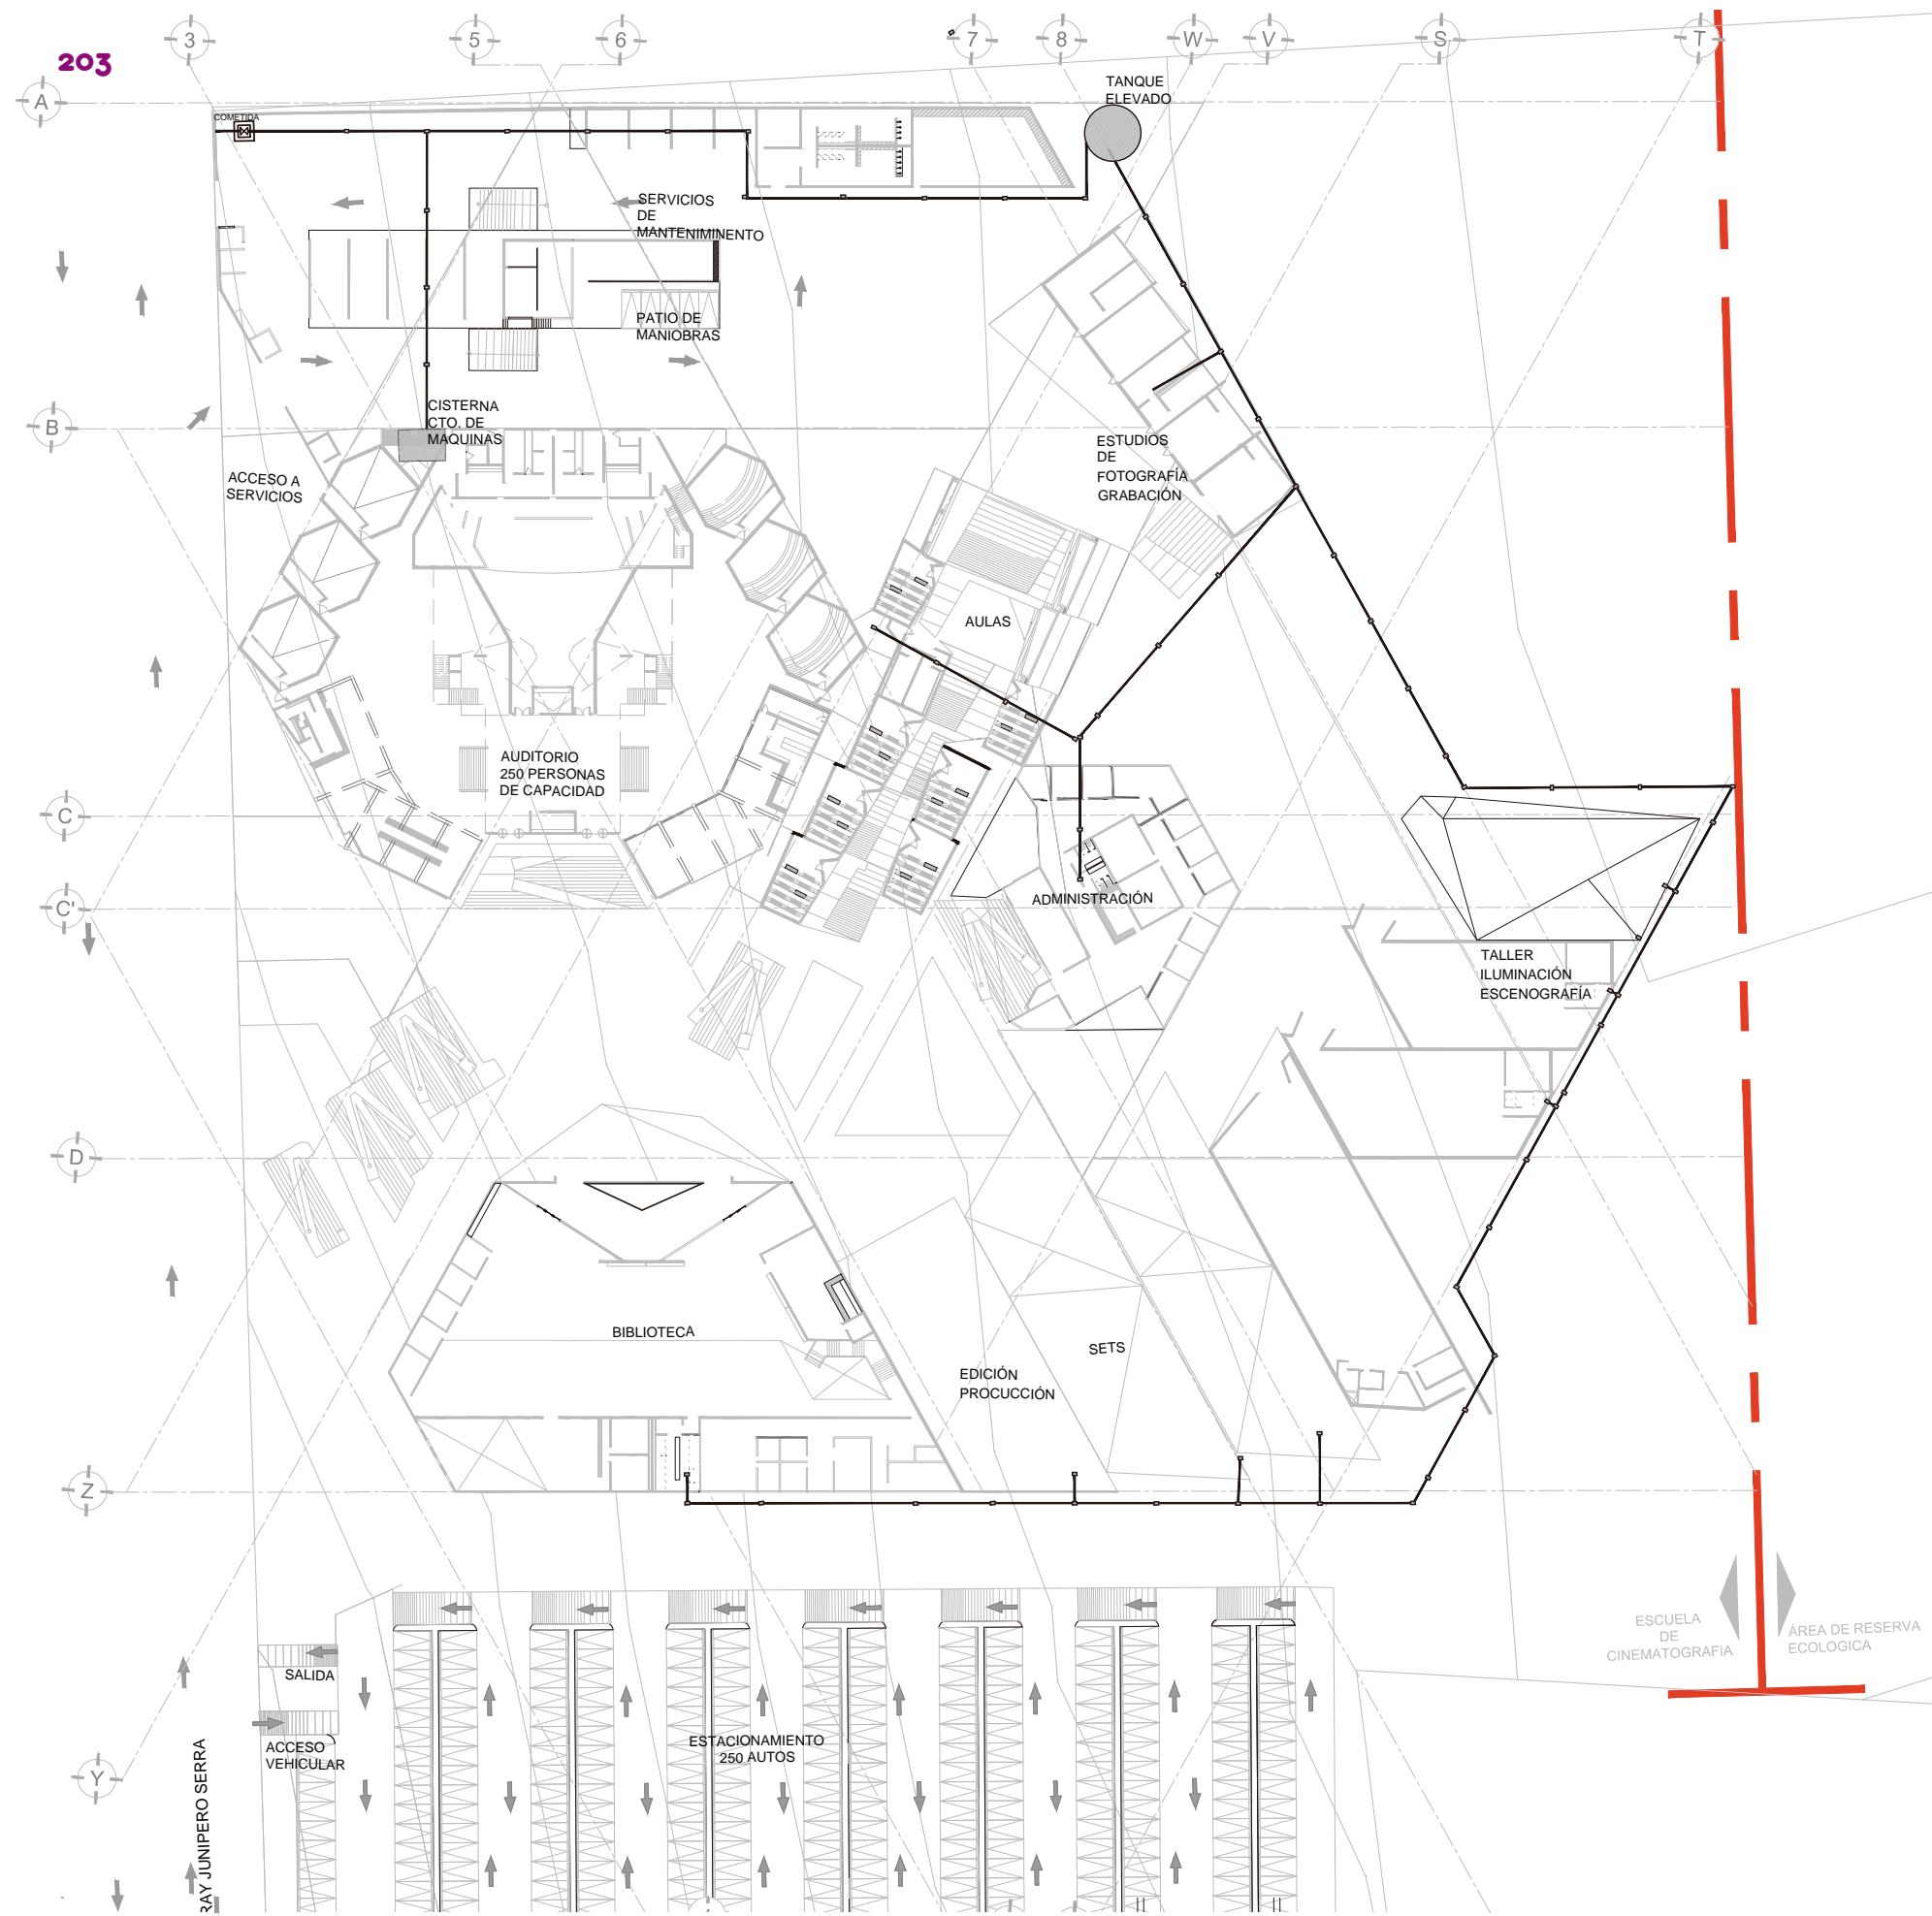 203
3
5
6
7
8
W
V
S
T
A
COMETIDA
TANQUE
ELEVADO
SERVICIOS
DE
MANTENIMINENTO
PATIO DE
MANIOBRAS
B
CISTERNA
CTO. DE
MAQUINAS
ACCESO A
SERVICIOS
ESTUDIOS
DE
FOTOGRAFÍA
GRABACIÓN
AULAS
AUDITORIO
250 PERSONAS
DE CAPACIDAD
C
C'
ADMINISTRACIÓN
TALLER
ILUMINACIÓN
ESCENOGRAFÍA
D
BIBLIOTECA
SETS
EDICIÓN
PROCUCCIÓN
Z
ESCUELA
DE
CINEMATOGRAFIA
ÁREA DE RESERVA
ECOLOGICA
SALIDA
ACCESO
VEHICULAR
ESTACIONAMIENTO
250 AUTOS
Y
RAY JUNIPERO SERRA